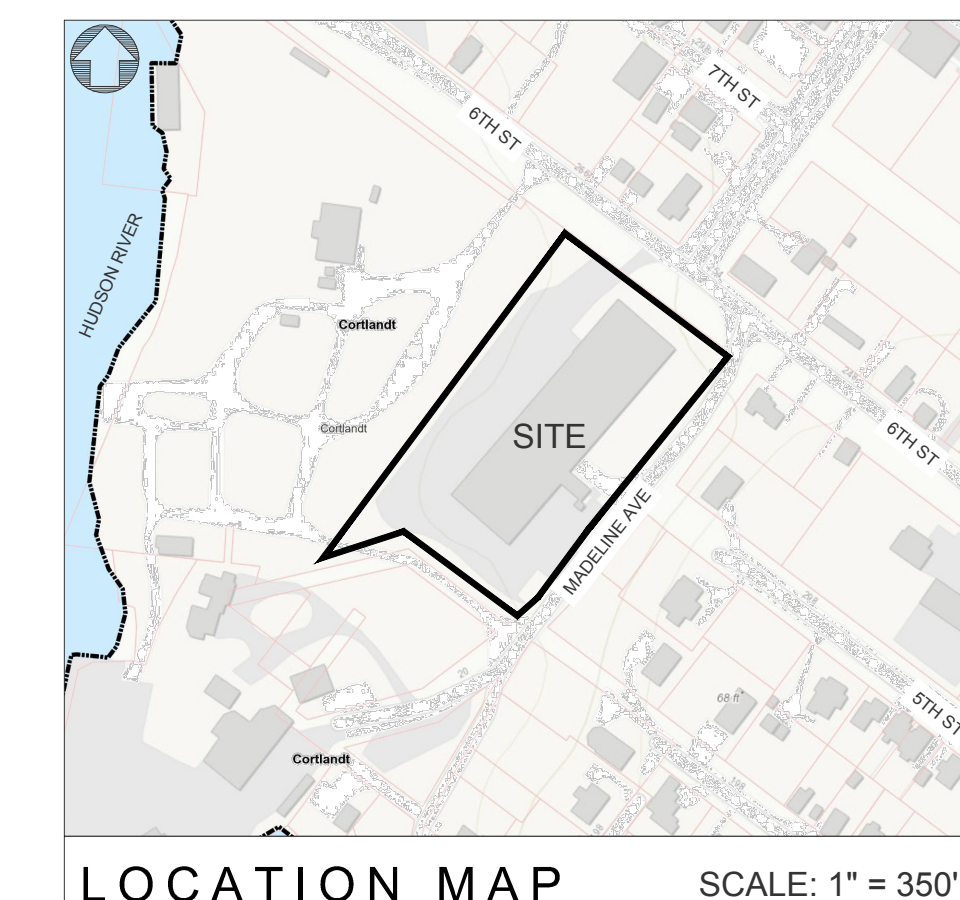 7TH ST
6TH ST
HUDSON RIVER
Cortlandt
Cortlandt
SITE
6TH ST
MADELINE AVE
20
68 ft
5TH ST
Cortlandt
LOCATION MAP
SCALE: 1" = 350'